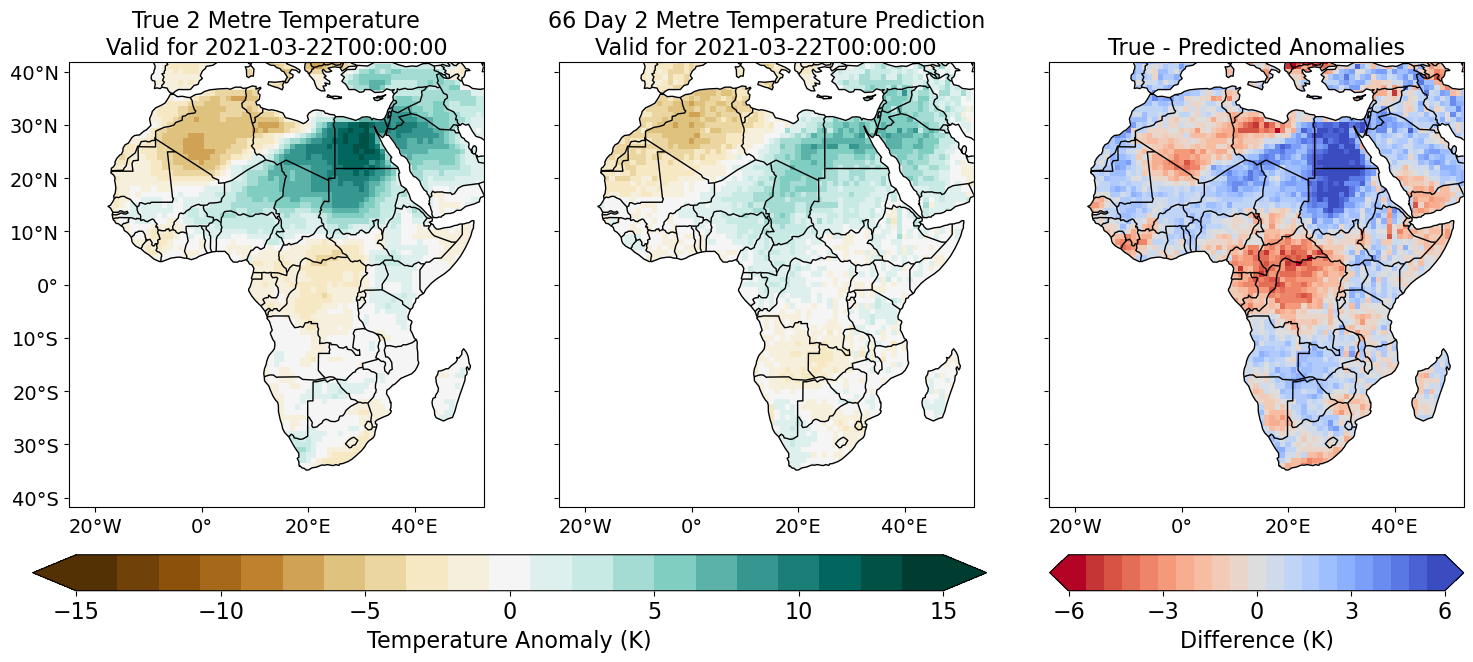 True 2 Metre Temperature
Valid for 2021-03-22T00:00:00
66 Day 2 Metre Temperature Prediction
Valid for 2021-03-22T00:00:00
True - Predicted Anomalies
40°N
30°N
20°N
10°N
0°
10°S
20°S
30°S
40°S
20°W 0° 20°E 40°E
20°W 0° 20°E 40°E
20°W 0° 20°E 40°E
−15 −10 −5 0 5 10 15
Temperature Anomaly (K)
−6 −3 0 3 6
Difference (K)